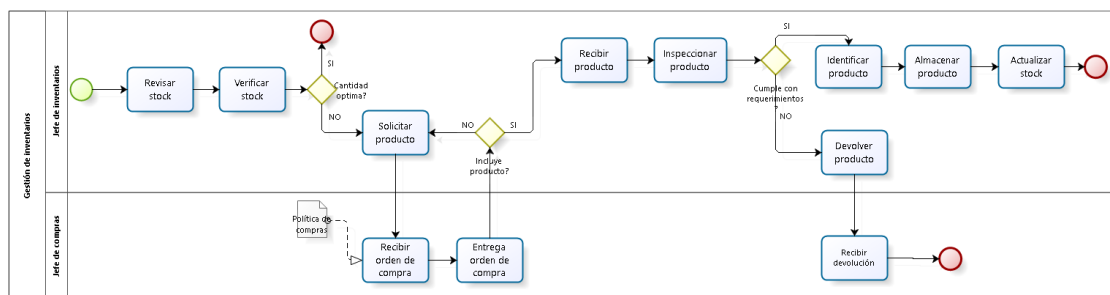 Gestión de inventarios
Jefe de inventarios
Revisar
stock
Verificar
stock
SI
Cantidad
optima?
NO
Solicitar
producto
NO
SI
Incluye
producto?
Recibir
producto
Inspeccionar
producto
SI
Cumple con
requerimientos
?
NO
Identificar
producto
Almacenar
producto
Actualizar
stock
Devolver
producto
Jefe de compras
Política de
compras
Recibir
orden de
compra
Entrega
orden de
compra
Recibir
devolución